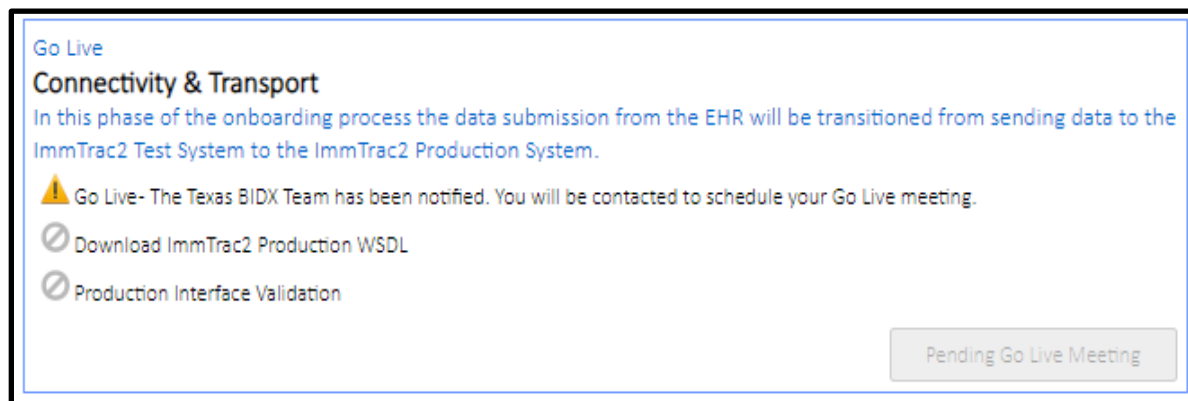 Go Live
Connectivity & Transport
In this phase of the onboarding process the data submission from the EHR will be transitioned from sending data to the
ImmTrac2 Test System to the ImmTrac2 Production System.
Go Live- The Texas BIDX Team has been notified. You will be contacted to schedule your Go Live meeting.
Download ImmTrac2 Production WSDL
Production Interface Validation
Pending Go Live Meeting